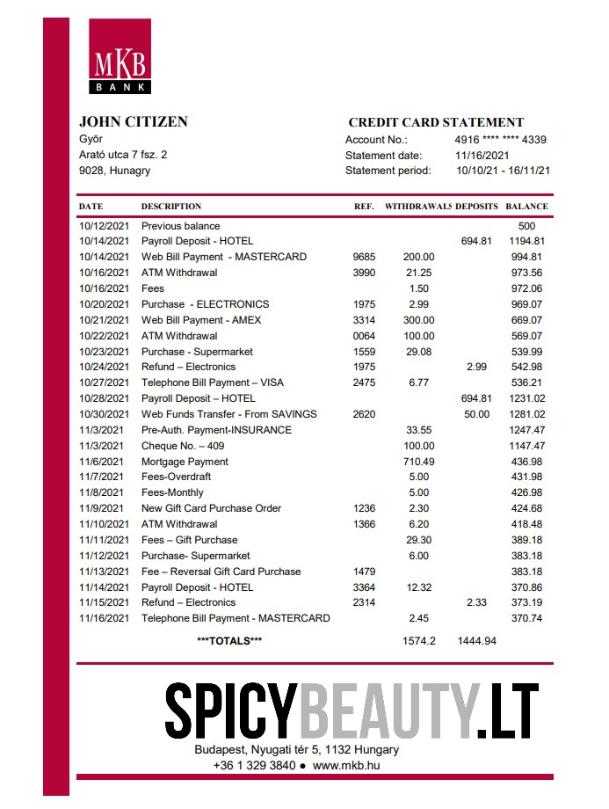 MKB
BANK
JOHN CITIZEN
Győr
Arató utca 7 fsz. 2
9028, Hunagry
CREDIT CARD STATEMENT
Account No.: 4916 **** **** 4339
Statement date: 11/16/2021
Statement period: 10/10/21 - 16/11/21
DATE DESCRIPTION REF. WITHDRAWALS DEPOSITS BALANCE
10/12/2021 Previous balance 500
10/14/2021 Payroll Deposit - HOTEL 694.81 1194.81
10/14/2021 Web Bill Payment - MASTERCARD 9685 200.00 994.81
10/16/2021 ATM Withdrawal 3990 21.25 973.56
10/16/2021 Fees 1.50 972.06
10/20/2021 Purchase - ELECTRONICS 1975 2.99 969.07
10/21/2021 Web Bill Payment - AMEX 3314 300.00 669.07
10/22/2021 ATM Withdrawal 0064 100.00 569.07
10/23/2021 Purchase - Supermarket 1559 29.08 539.99
10/24/2021 Refund – Electronics 1975 2.99 542.98
10/27/2021 Telephone Bill Payment – VISA 2475 6.77 536.21
10/28/2021 Payroll Deposit – HOTEL 694.81 1231.02
10/30/2021 Web Funds Transfer - From SAVINGS 2620 50.00 1281.02
11/3/2021 Pre-Auth. Payment-INSURANCE 33.55 1247.47
11/3/2021 Cheque No. – 409 100.00 1147.47
11/6/2021 Mortgage Payment 710.49 436.98
11/7/2021 Fees-Overdraft 5.00 431.98
11/8/2021 Fees-Monthly 5.00 426.98
11/9/2021 New Gift Card Purchase Order 1236 2.30 424.68
11/10/2021 ATM Withdrawal 1366 6.20 418.48
11/11/2021 Fees – Gift Purchase 29.30 389.18
11/12/2021 Purchase- Supermarket 6.00 383.18
11/13/2021 Fee – Reversal Gift Card Purchase 1479 383.18
11/14/2021 Payroll Deposit - HOTEL 3364 12.32 370.86
11/15/2021 Refund – Electronics 2314 2.33 373.19
11/16/2021 Telephone Bill Payment - MASTERCARD 2.45 370.74
***TOTALS*** 1574.2 1444.94
SPICYBEAUTY.LT
Budapest, Nyugati tér 5, 1132 Hungary
+36 1 329 3840 ● www.mkb.hu